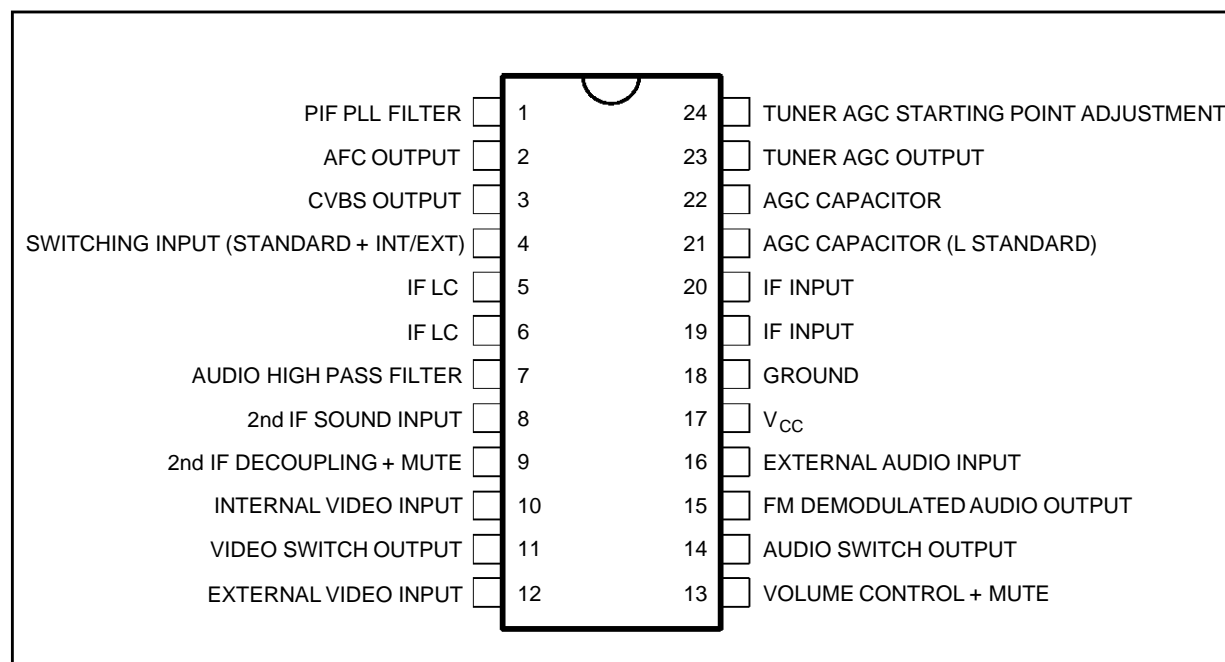 PIF PLL FILTER 1 24 TUNER AGC STARTING POINT ADJUSTMENT
AFC OUTPUT 2 23 TUNER AGC OUTPUT
CVBS OUTPUT 3 22 AGC CAPACITOR
SWITCHING INPUT (STANDARD + INT/EXT) 4 21 AGC CAPACITOR (L STANDARD)
IF LC 5 20 IF INPUT
IF LC 6 19 IF INPUT
AUDIO HIGH PASS FILTER 7 18 GROUND
2nd IF SOUND INPUT 8 17 VCC
2nd IF DECOUPLING + MUTE 9 16 EXTERNAL AUDIO INPUT
INTERNAL VIDEO INPUT 10 15 FM DEMODULATED AUDIO OUTPUT
VIDEO SWITCH OUTPUT 11 14 AUDIO SWITCH OUTPUT
EXTERNAL VIDEO INPUT 12 13 VOLUME CONTROL + MUTE